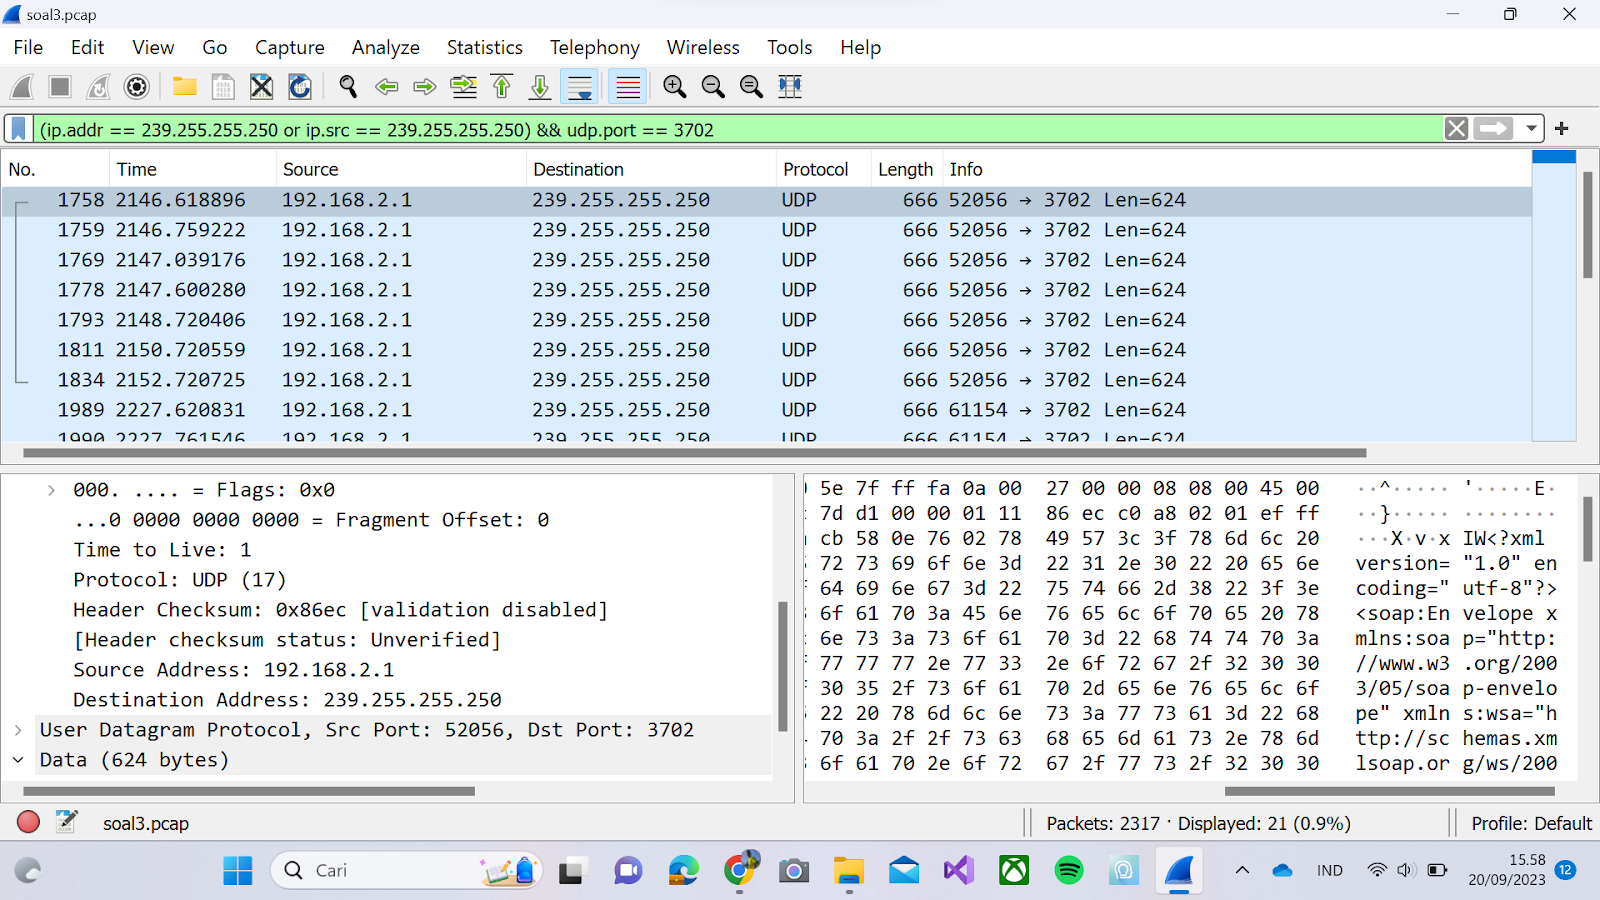 soal3.pcap
File Edit View Go Capture Analyze Statistics Telephony Wireless Tools Help
(ip.addr == 239.255.255.250 or ip.src == 239.255.255.250) && udp.port == 3702
No. Time Source Destination Protocol Length Info
1758 2146.618896 192.168.2.1 239.255.255.250 UDP 666 52056 → 3702 Len=624
1759 2146.759222 192.168.2.1 239.255.255.250 UDP 666 52056 → 3702 Len=624
1769 2147.039176 192.168.2.1 239.255.255.250 UDP 666 52056 → 3702 Len=624
1778 2147.600280 192.168.2.1 239.255.255.250 UDP 666 52056 → 3702 Len=624
1793 2148.720406 192.168.2.1 239.255.255.250 UDP 666 52056 → 3702 Len=624
1811 2150.720559 192.168.2.1 239.255.255.250 UDP 666 52056 → 3702 Len=624
1834 2152.720725 192.168.2.1 239.255.255.250 UDP 666 52056 → 3702 Len=624
1989 2227.620831 192.168.2.1 239.255.255.250 UDP 666 61154 → 3702 Len=624
1990 2227.761546 192.168.2.1 239.255.255.250 UDP 666 61154 → 3702 Len=624
000. .... = Flags: 0x0
...0 0000 0000 0000 = Fragment Offset: 0
Time to Live: 1
Protocol: UDP (17)
Header Checksum: 0x86ec [validation disabled]
[Header checksum status: Unverified]
Source Address: 192.168.2.1
Destination Address: 239.255.255.250
User Datagram Protocol, Src Port: 52056, Dst Port: 3702
Data (624 bytes)
5e 7f ff fa 0a 00 27 00 00 08 08 00 45 00 ··^····· '·····E·
7d d1 00 00 01 11 86 ec c0 a8 02 01 ef ff ··}····· ········
cb 58 0e 76 02 78 49 57 3c 3f 78 6d 6c 20 ···X·v·x IW<?xml
72 73 69 6f 6e 3d 22 31 2e 30 22 20 65 6e version= "1.0" en
64 69 6e 67 3d 22 75 74 66 2d 38 22 3f 3e coding=" utf-8"?>
6f 61 70 3a 45 6e 76 65 6c 6f 70 65 20 78 <soap:En velope x
6e 73 3a 73 6f 61 70 3d 22 68 74 74 70 3a mlns:soa p="http:
77 77 77 2e 77 33 2e 6f 72 67 2f 32 30 30 //www.w3 .org/200
30 35 2f 73 6f 61 70 2d 65 6e 76 65 6c 6f 3/05/soa p-envelo
22 20 78 6d 6c 6e 73 3a 77 73 61 3d 22 68 pe" xmln s:wsa="h
70 3a 2f 2f 73 63 68 65 6d 61 73 2e 78 6d ttp://sc hemas.xm
6f 61 70 2e 6f 72 67 2f 77 73 2f 32 30 30 lsoap.or g/ws/200
soal3.pcap Packets: 2317 · Displayed: 21 (0.9%) Profile: Default
Cari IND 15.58
20/09/2023 12